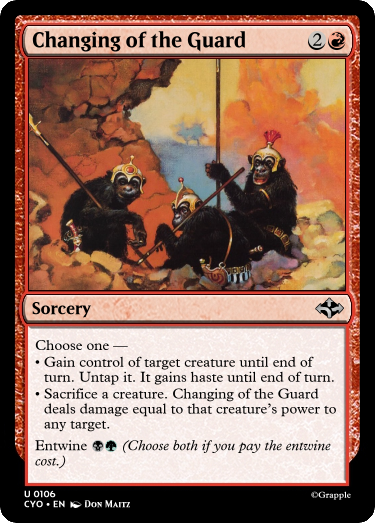 Changing of the Guard 2
Sorcery
Choose one —
• Gain control of target creature until end of
turn. Untap it. It gains haste until end of turn.
• Sacrifice a creature. Changing of the Guard
deals damage equal to that creature's power to
any target.
Entwine (Choose both if you pay the entwine
cost.)
U 0106
CYO • EN Don Maitz
©Grapple